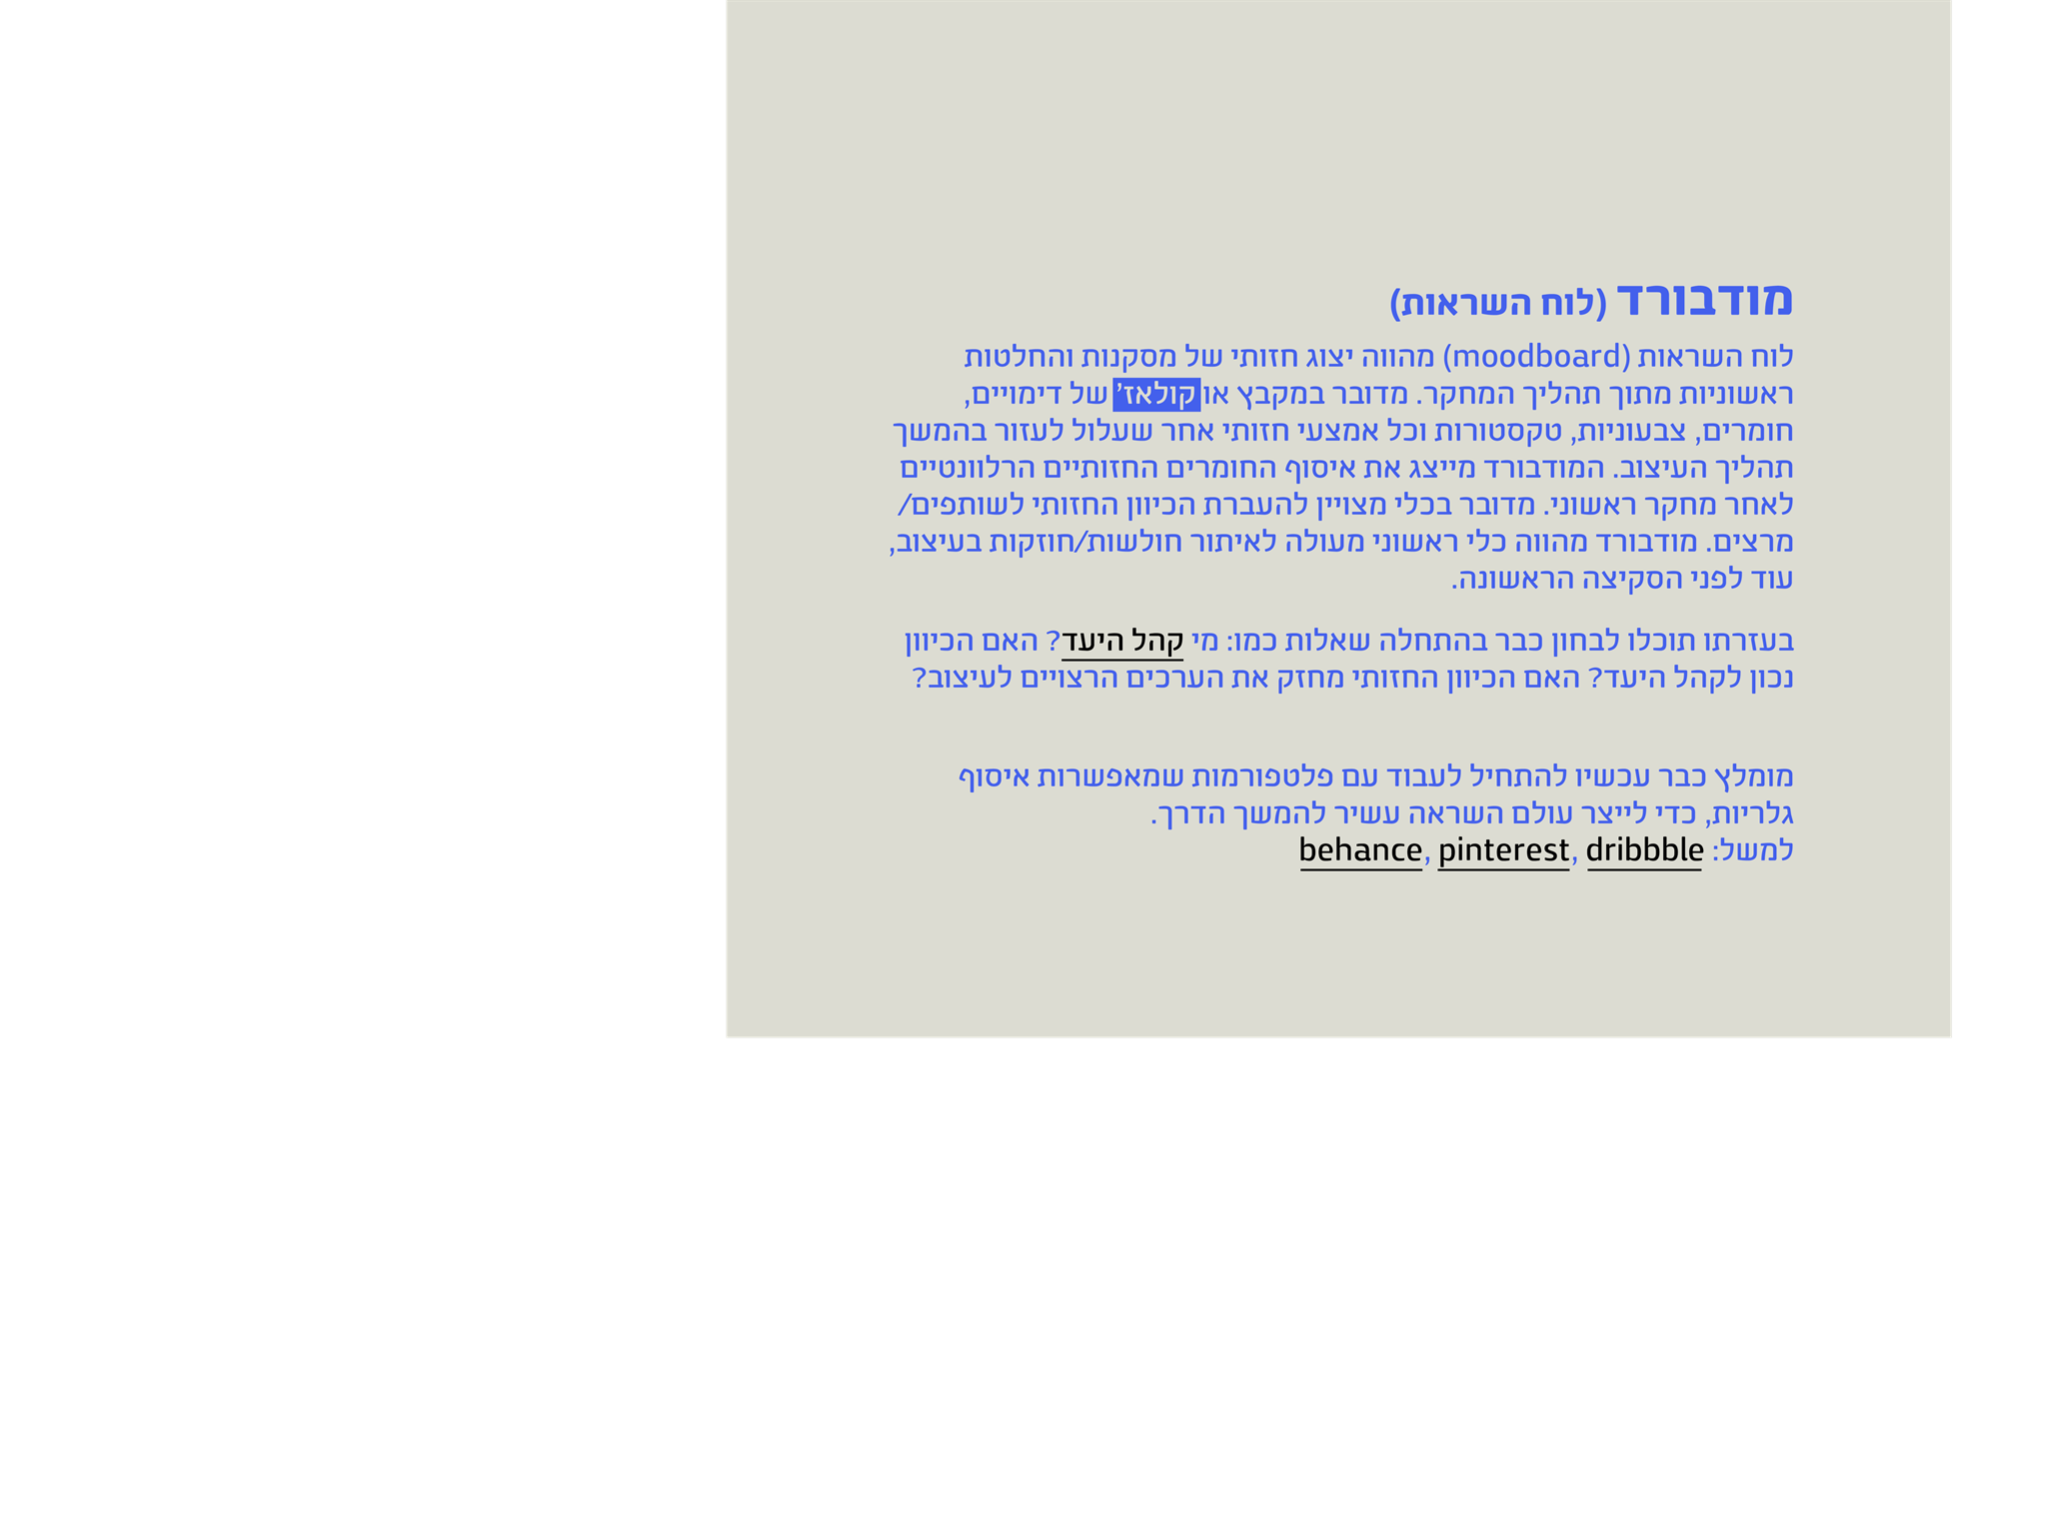 מודבורד (לוח השראות)
לוח השראות (moodboard) מהווה יצוג חזותי של מסקנות והחלטות
ראשוניות מתוך תהליך המחקר. מדובר במקבץ או קולאז' של דימויים,
חומרים, צבעוניות, טקסטורות וכל אמצעי חזותי אחר שעלול לעזור בהמשך
תהליך העיצוב. המודבורד מייצג את איסוף החומרים החזותיים הרלוונטיים
לאחר מחקר ראשוני. מדובר בכלי מצויין להעברת הכיוון החזותי לשותפים/
מרצים. מודבורד מהווה כלי ראשוני מעולה לאיתור חולשות/חוזקות בעיצוב,
עוד לפני הסקיצה הראשונה.
בעזרתו תוכלו לבחון כבר בהתחלה שאלות כמו: מי קהל היעד? האם הכיוון
נכון לקהל היעד? האם הכיוון החזותי מחזק את הערכים הרצויים לעיצוב?
מומלץ כבר עכשיו להתחיל לעבוד עם פלטפורמות שמאפשרות איסוף
גלריות, כדי לייצר עולם השראה עשיר להמשך הדרך.
למשל: behance, pinterest, dribbble